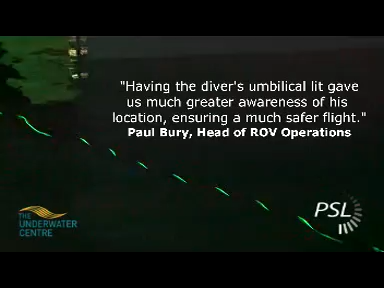 "Having the diver's umbilical lit gave
us much greater awareness of his
location, ensuring a much safer flight."
Paul Bury, Head of ROV Operations
THE
UNDERWATER
CENTRE
PSL